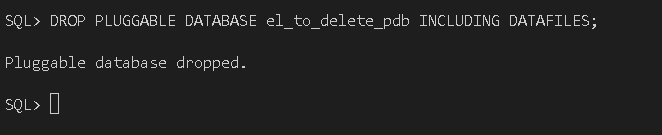 SQL> DROP PLUGGABLE DATABASE el_to_delete_pdb INCLUDING DATAFILES;
Pluggable database dropped.
SQL>